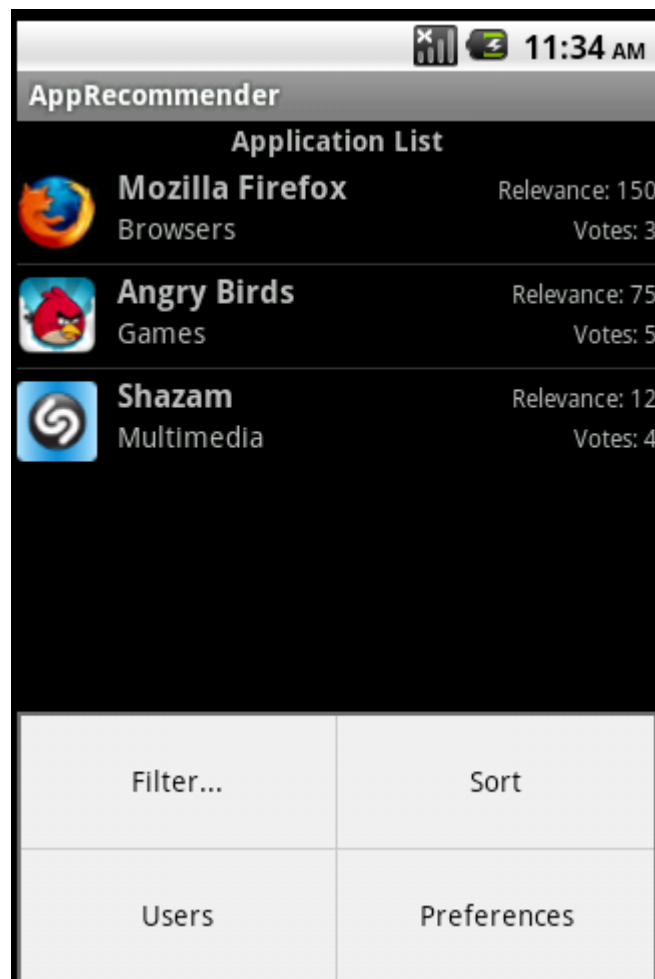 11:34 AM
AppRecommender
Application List
Mozilla Firefox Relevance: 150
Browsers Votes: 3
Angry Birds Relevance: 75
Games Votes: 5
Shazam Relevance: 12
Multimedia Votes: 4
Filter... Sort
Users Preferences